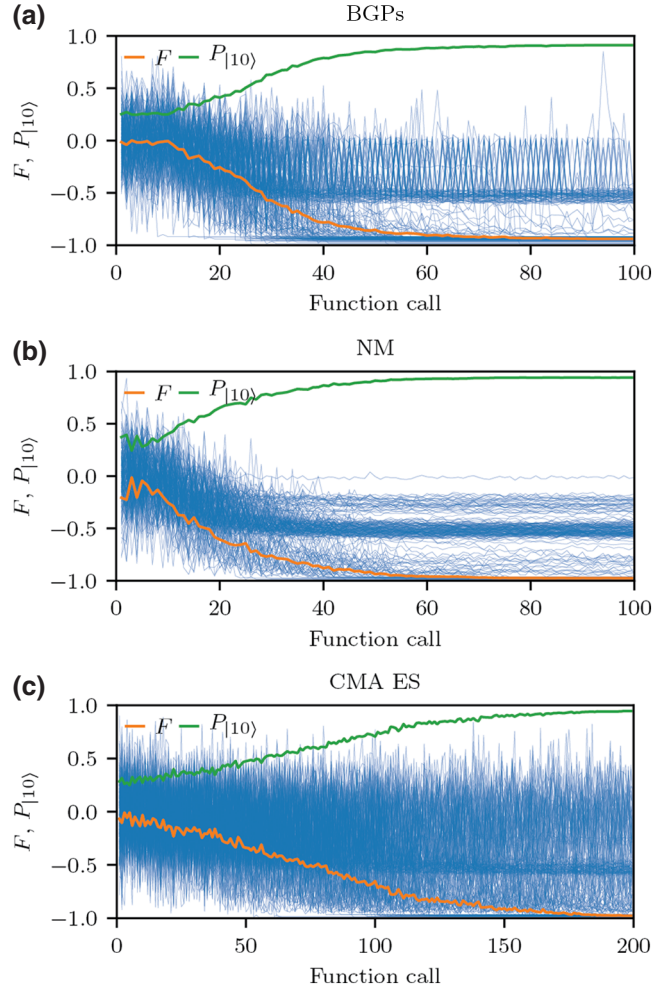 (a)
BGPs
F P|10⟩
1.0
0.5
0.0
−0.5
−1.0
F, P|10⟩
0 20 40 60 80 100
Function call
(b)
NM
F P|10⟩
1.0
0.5
0.0
−0.5
−1.0
F, P|10⟩
0 20 40 60 80 100
Function call
(c)
CMA ES
F P|10⟩
1.0
0.5
0.0
−0.5
−1.0
F, P|10⟩
0 50 100 150 200
Function call